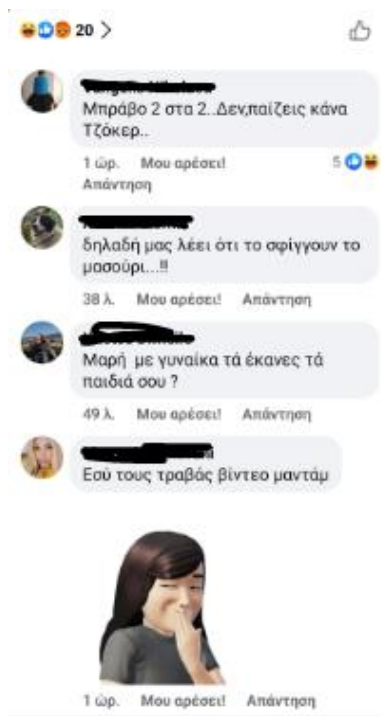 20
Μπράβο 2 στα 2..Δεν,παίζεις κάνα
Τζόκερ..
1 ώρ. Μου αρέσει! 5
Απάντηση
δηλαδή μας λέει ότι το σφίγγουν το
μασούρι...!!
38 λ. Μου αρέσει! Απάντηση
Μαρή με γυναίκα τά έκανες τά
παιδιά σου ?
49 λ. Μου αρέσει! Απάντηση
Εσύ τους τραβάς βίντεο μαντάμ
1 ώρ. Μου αρέσει! Απάντηση